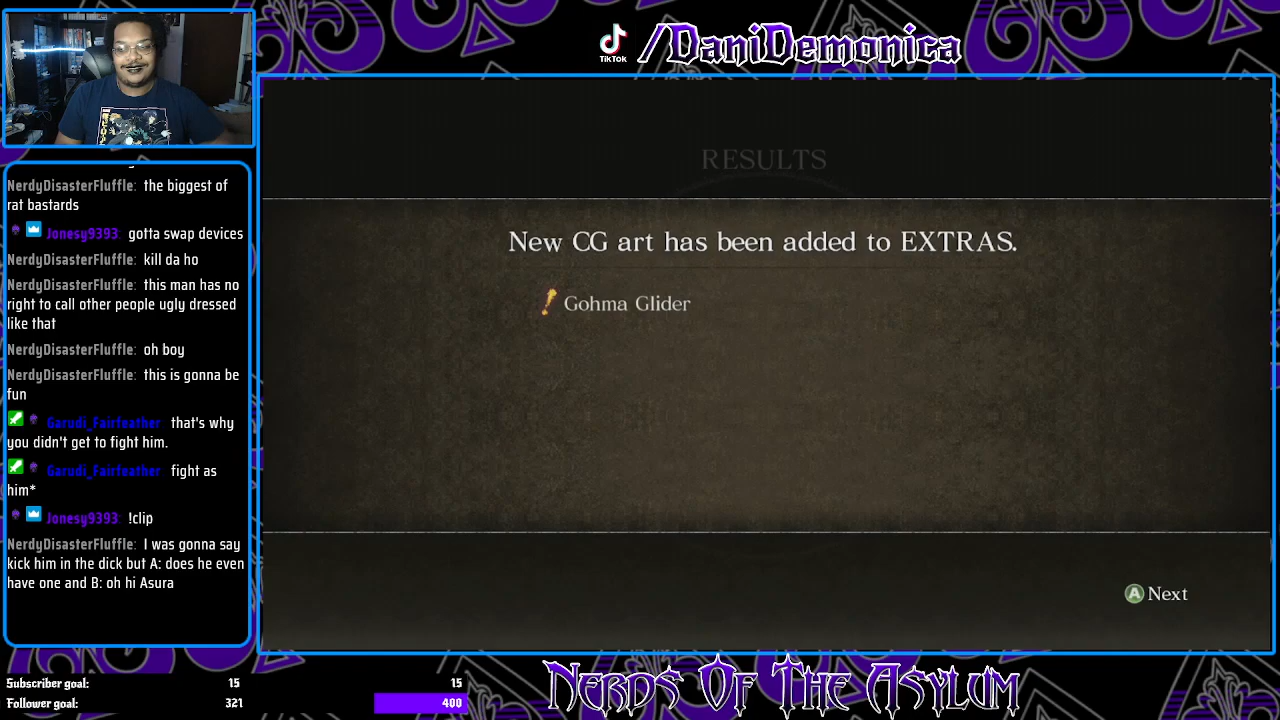 TikTok
/DaniDemonica
RESULTS
New CG art has been added to EXTRAS.
Gohma Glider
A Next
NerdyDisasterFluffle: the biggest of
rat bastards
Jonesy9393: gotta swap devices
NerdyDisasterFluffle: kill da ho
NerdyDisasterFluffle: this man has no
right to call other people ugly dressed
like that
NerdyDisasterFluffle: oh boy
NerdyDisasterFluffle: this is gonna be
fun
Garudi_Fairfeather: that's why
you didn't get to fight him.
Garudi_Fairfeather: fight as
him*
Jonesy9393: !clip
NerdyDisasterFluffle: I was gonna say
kick him in the dick but A: does he even
have one and B: oh hi Asura
Subscriber goal: 15 15
Follower goal: 321 400
Nerds Of The Asylum